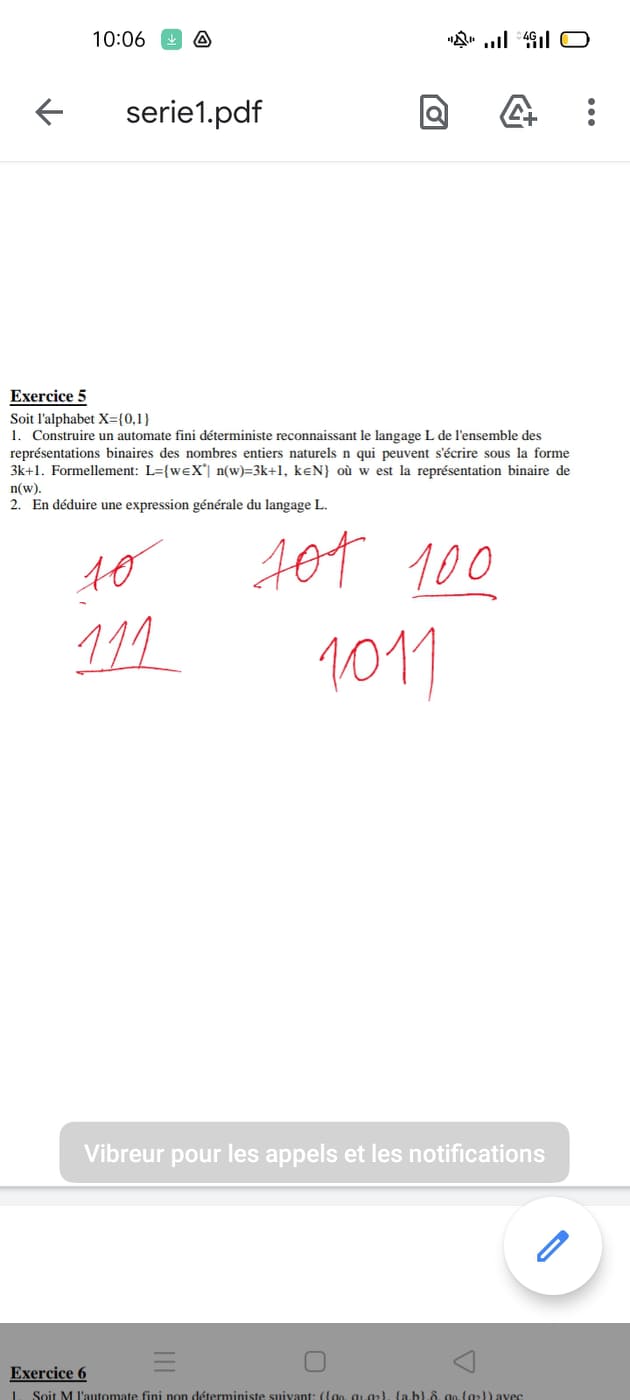 10:06 4G
serie1.pdf
Exercice 5
Soit l'alphabet X={0,1}
1. Construire un automate fini déterministe reconnaissant le langage L de l'ensemble des
représentations binaires des nombres entiers naturels n qui peuvent s'écrire sous la forme
3k+1. Formellement: L={w∈X*| n(w)=3k+1, k∈N} où w est la représentation binaire de
n(w).
2. En déduire une expression générale du langage L.
10 101 100
111 1011
Vibreur pour les appels et les notifications
Exercice 6
1. Soit M l'automate fini non déterministe suivant: ({q0, q1,q2}, {a,b},δ, q0,{q2}) avec